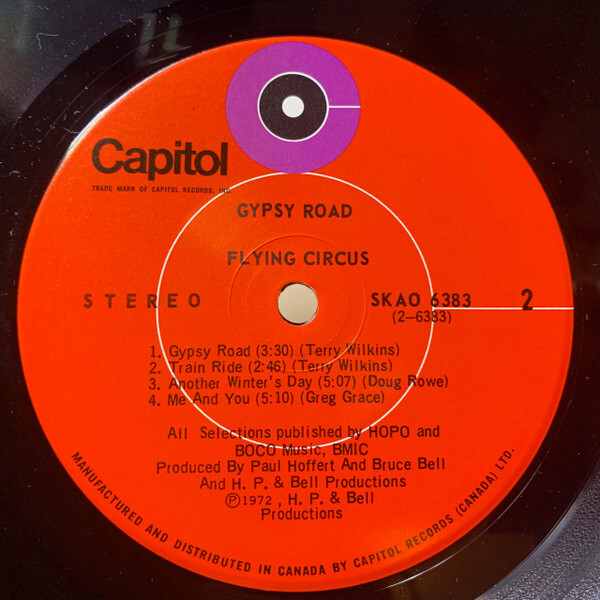 Capitol
TRADE MARK OF CAPITOL RECORDS, INC.
GYPSY ROAD
FLYING CIRCUS
STEREO
SKAO 6383
(2-6383)
2
1. Gypsy Road (3:30) (Terry Wilkins)
2. Train Ride (2:46) (Terry Wilkins)
3. Another Winter's Day (5:07) (Doug Rowe)
4. Me And You (5:10) (Greg Grace)
All Selections published by HOPO and
BOCO Music, BMIC
Produced By Paul Hoffert And Bruce Bell
And H. P. & Bell Productions
℗1972, H. P. & Bell
Productions
MANUFACTURED AND DISTRIBUTED IN CANADA BY CAPITOL RECORDS (CANADA) LTD.